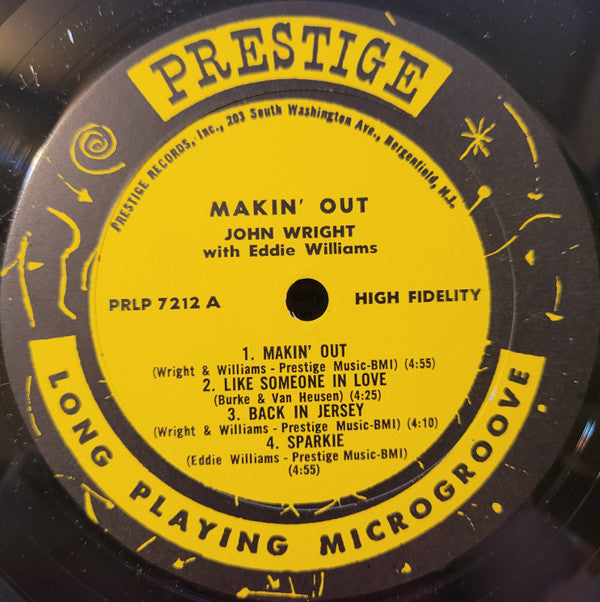 PRESTIGE
PRESTIGE RECORDS, Inc., 203 South Washington Ave., Bergenfield, N.J.
MAKIN' OUT
JOHN WRIGHT
with Eddie Williams
PRLP 7212 A
HIGH FIDELITY
1. MAKIN' OUT
(Wright & Williams - Prestige Music-BMI) (4:55)
2. LIKE SOMEONE IN LOVE
(Burke & Van Heusen) (4:25)
3. BACK IN JERSEY
(Wright & Williams - Prestige Music-BMI) (4:10)
4. SPARKIE
(Eddie Williams - Prestige Music-BMI)
(4:55)
LONG PLAYING MICROGROOVE